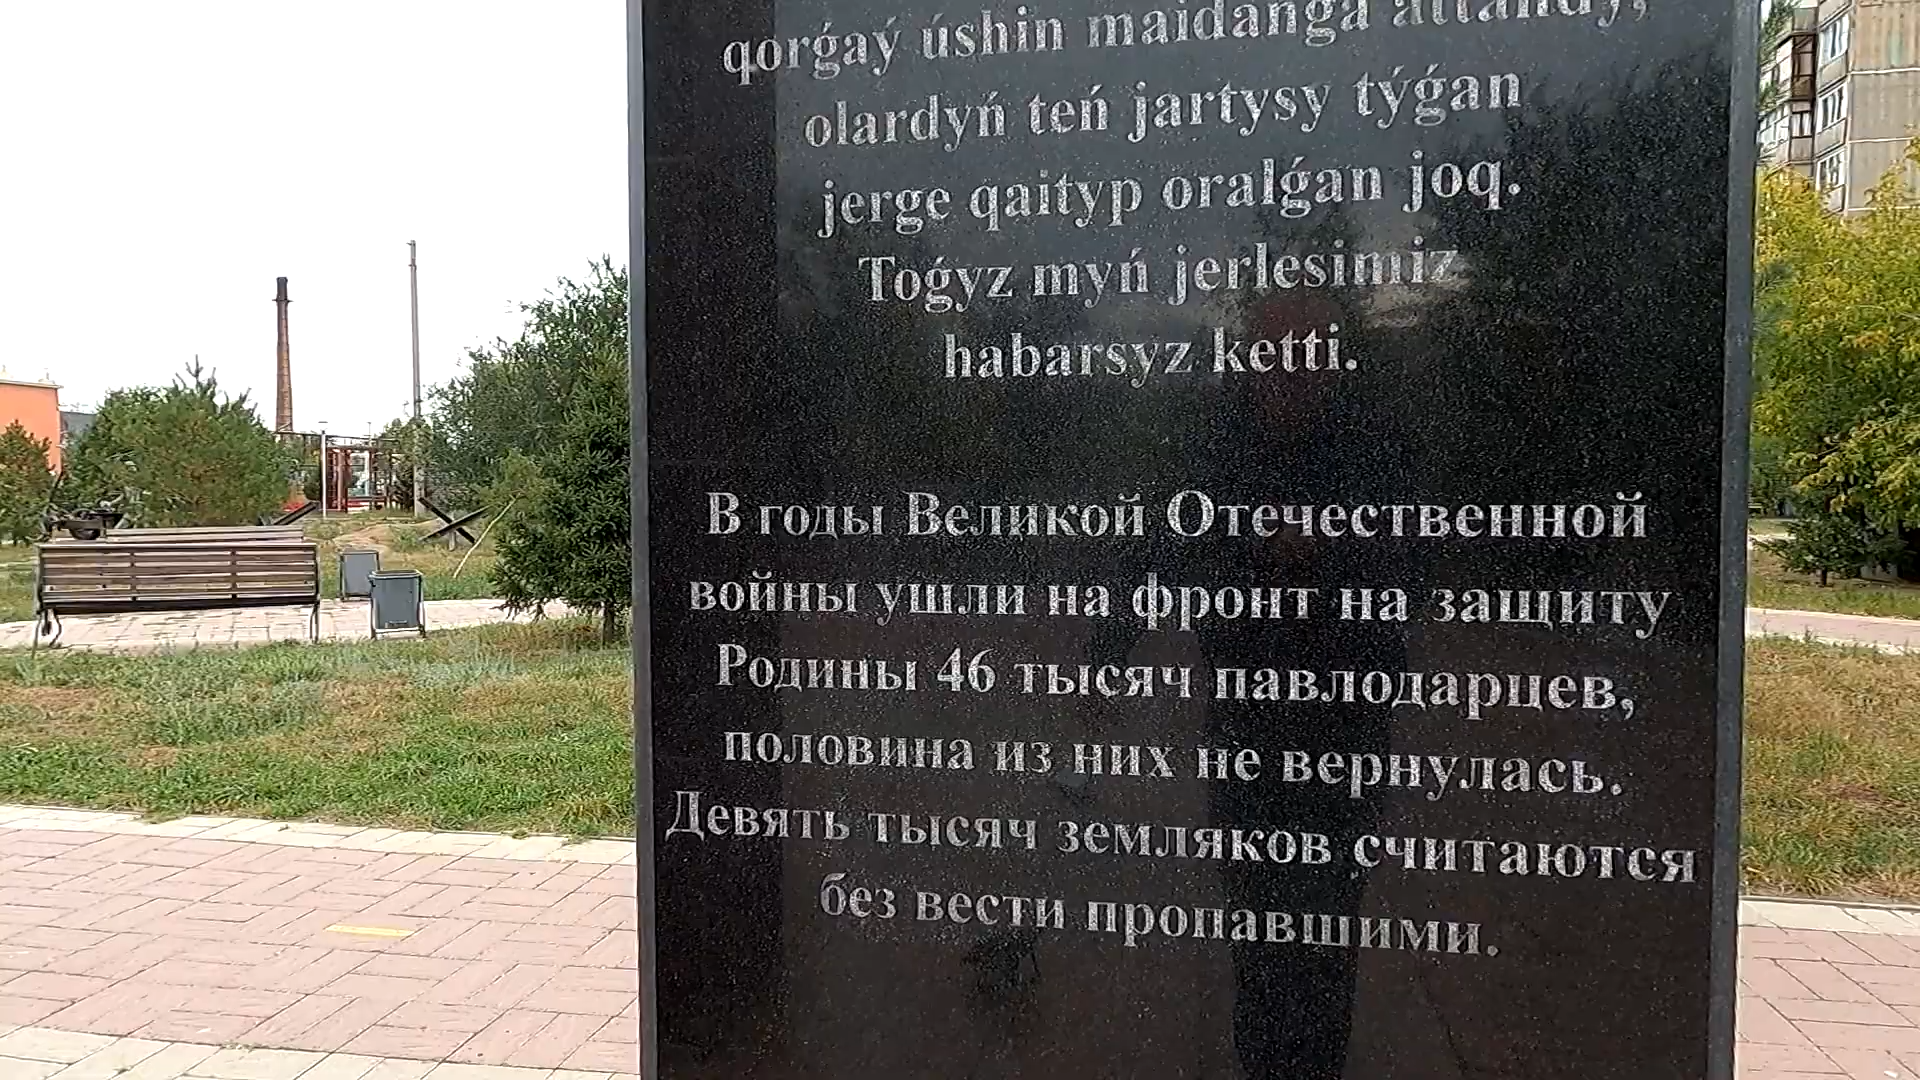 qorǵaý úshin maidanǵa attandy,
olardyń teń jartysy týǵan
jerge qaityp oralǵan joq.
Toǵyz myń jerlesimiz
habarsyz ketti.
В годы Великой Отечественной
войны ушли на фронт на защиту
Родины 46 тысяч павлодарцев,
половина из них не вернулась.
Девять тысяч земляков считаются
без вести пропавшими.